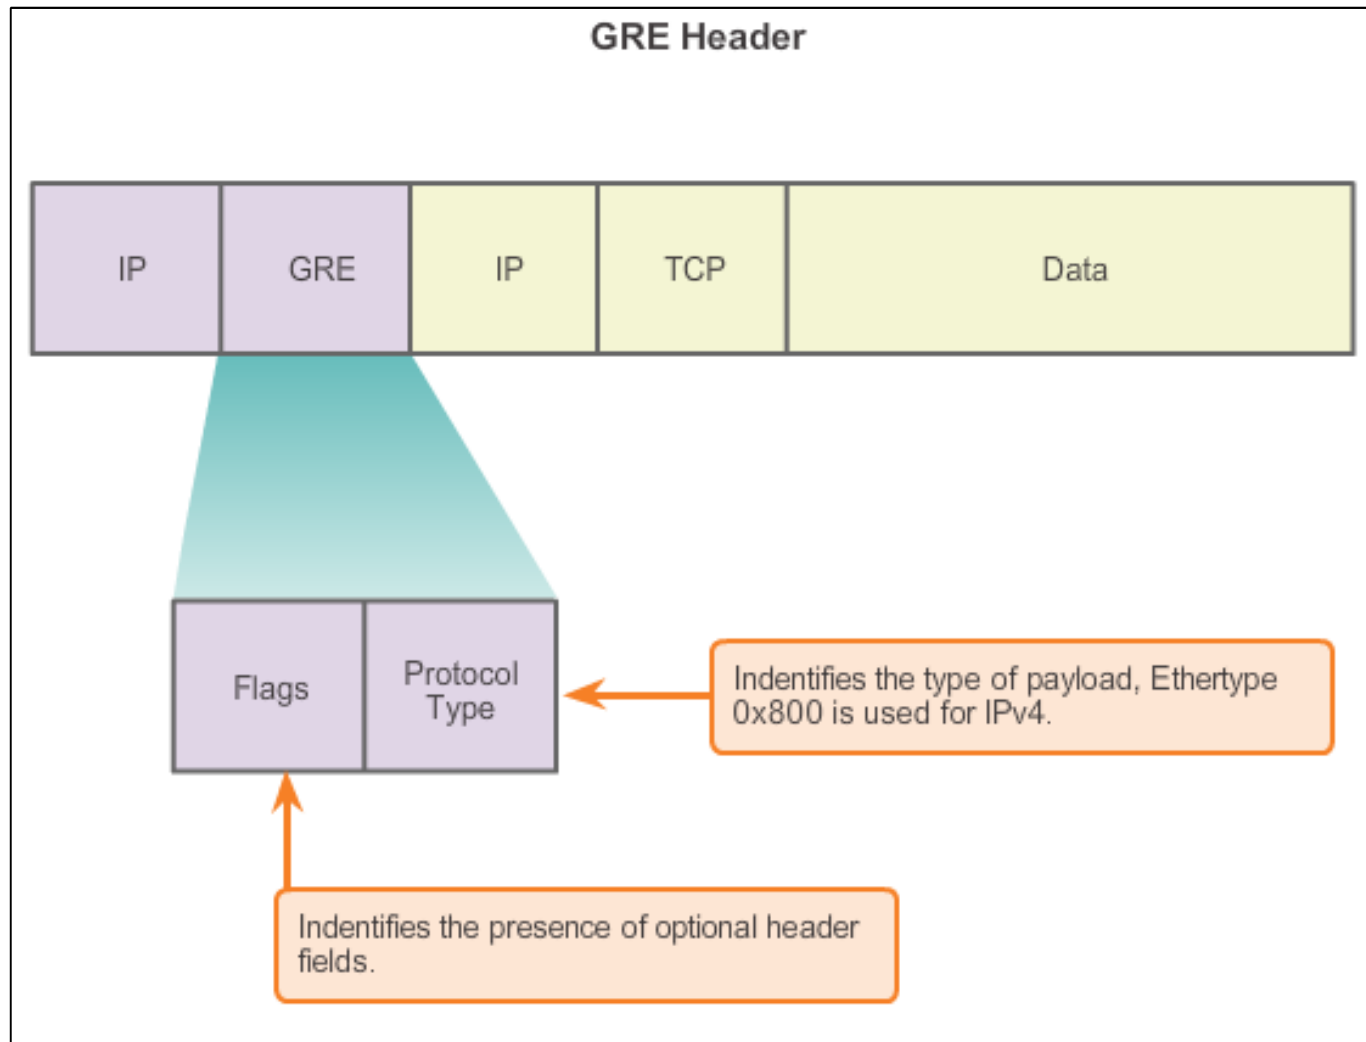 GRE Header
IP
GRE
IP
TCP
Data
Flags
Protocol
Type
Indentifies the type of payload, Ethertype
0x800 is used for IPv4.
Indentifies the presence of optional header
fields.